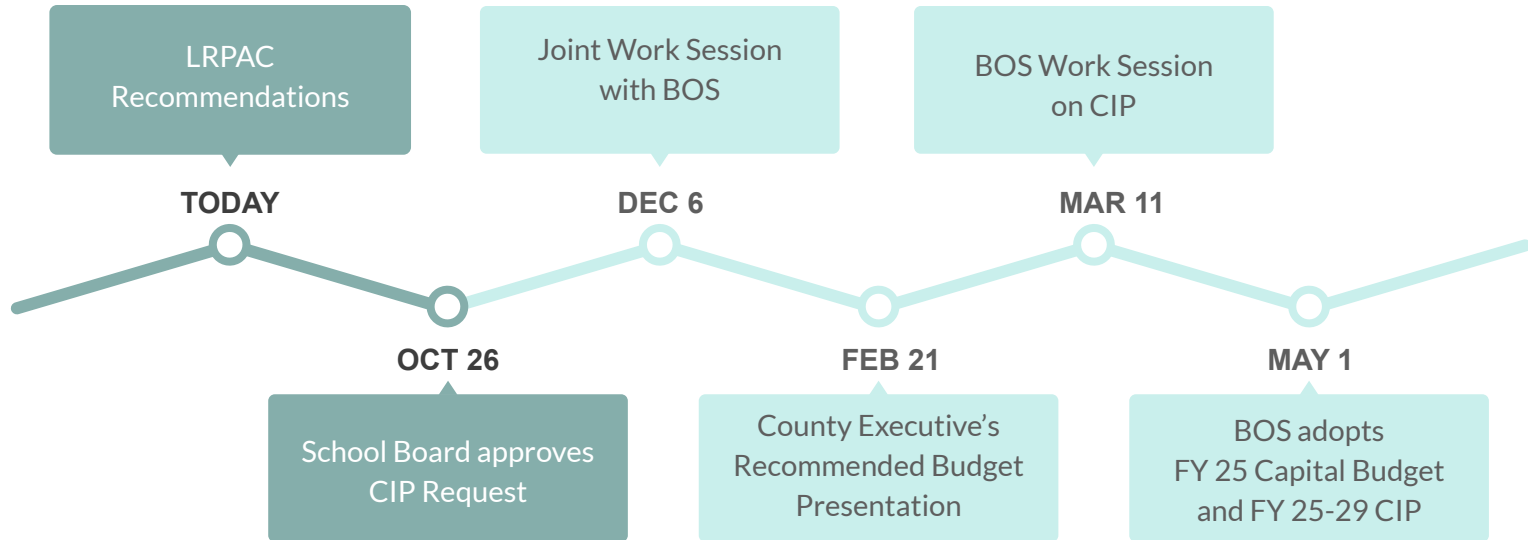 LRPAC
Recommendations
TODAY
OCT 26
School Board approves
CIP Request
Joint Work Session
with BOS
DEC 6
FEB 21
County Executive’s
Recommended Budget
Presentation
BOS Work Session
on CIP
MAR 11
MAY 1
BOS adopts
FY 25 Capital Budget
and FY 25-29 CIP